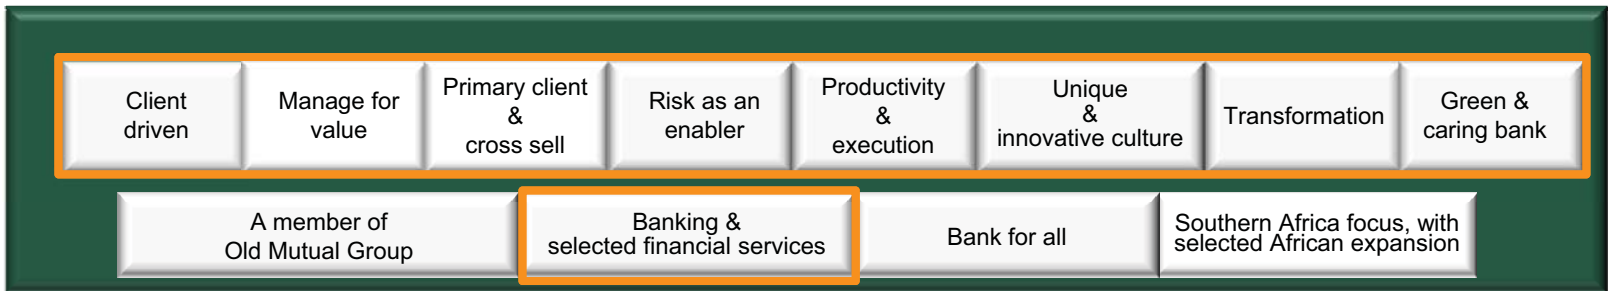 Client
driven
Manage for
value
Primary client
&
cross sell
Risk as an
enabler
Productivity
&
execution
Unique
&
innovative culture
Transformation
Green &
caring bank
A member of
Old Mutual Group
Banking &
selected financial services
Bank for all
Southern Africa focus, with
selected African expansion